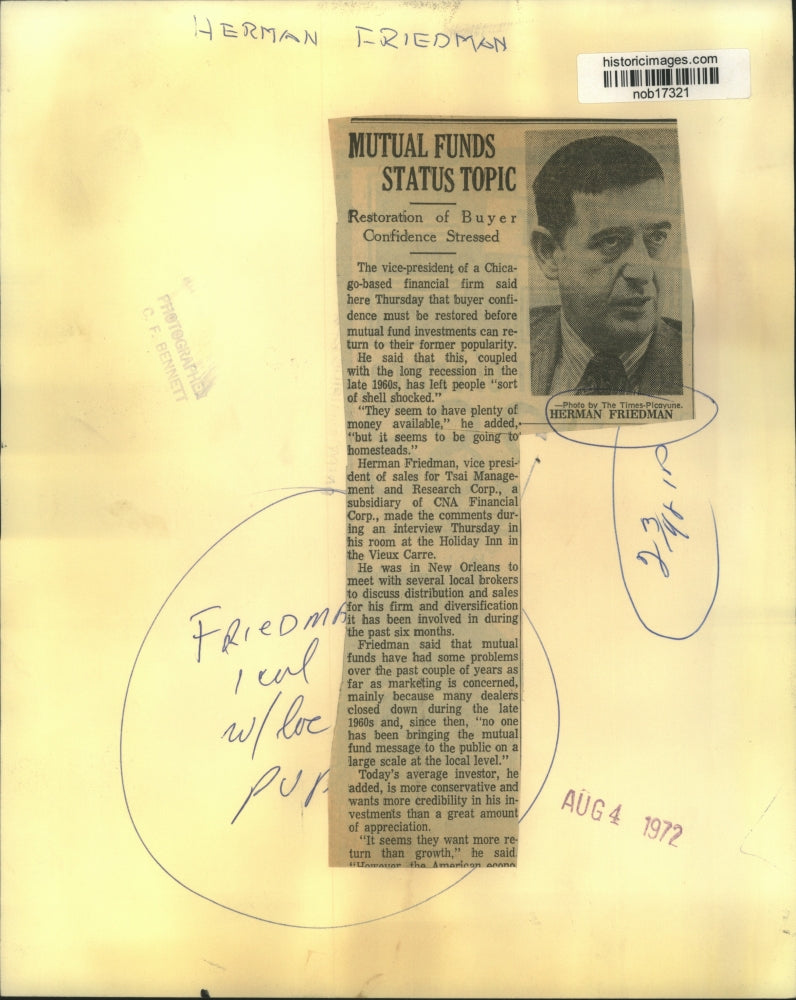 HERMAN FRIEDMAN
historicimages.com
nob17321
MUTUAL FUNDS
STATUS TOPIC
Restoration of Buyer
Confidence Stressed
The vice-president of a Chica-
go-based financial firm said
here Thursday that buyer confi-
dence must be restored before
mutual fund investments can re-
turn to their former popularity.
He said that this, coupled
with the long recession in the
late 1960s, has left people “sort
of shell shocked.”
“They seem to have plenty of
money available,” he added,
“but it seems to be going to
homesteads.”
Herman Friedman, vice presi-
dent of sales for Tsai Manage-
ment and Research Corp., a
subsidiary of CNA Financial
Corp., made the comments dur-
ing an interview Thursday in
his room at the Holiday Inn in
the Vieux Carre.
He was in New Orleans to
meet with several local brokers
to discuss distribution and sales
for his firm and diversification
it has been involved in during
the past six months.
Friedman said that mutual
funds have had some problems
over the past couple of years as
far as marketing is concerned,
mainly because many dealers
closed down during the late
1960s and, since then, “no one
has been bringing the mutual
fund message to the public on a
large scale at the local level.”
Today's average investor, he
added, is more conservative and
wants more credibility in his in-
vestments than a great amount
of appreciation.
“It seems they want more re-
turn than growth,” he said.
“However, the American econo
—Photo by The Times-Picayune.
HERMAN FRIEDMAN
PHOTOGRAPHER
C. F. BENNETT
FRIEDMA
1 col
w/ loc
PUP
AUG 4 1972